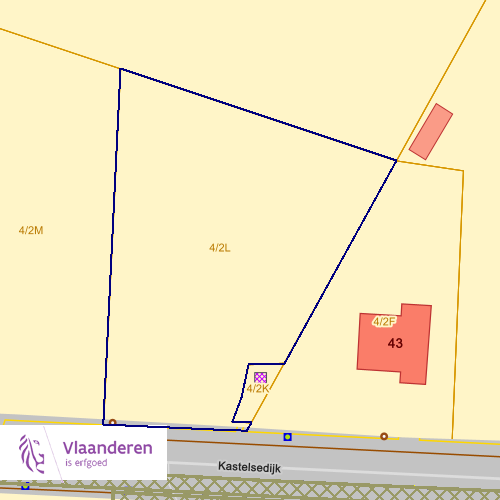 4/2M
4/2L
4/2F
43
4/2K
Vlaanderen
is erfgoed
Kastelsedijk